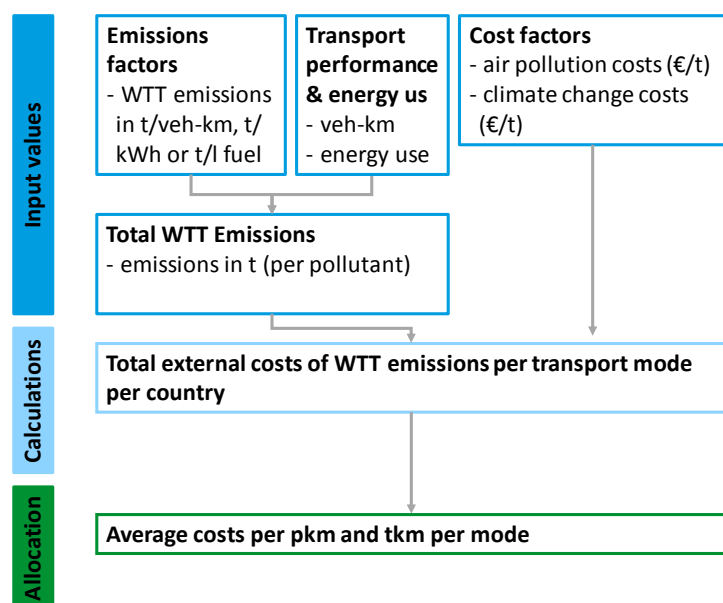 Input values
Emissions
factors
- WTT emissions
in t/veh-km, t/
kWh or t/l fuel
Transport
performance
& energy us
- veh-km
- energy use
Cost factors
- air pollution costs (€/t)
- climate change costs
(€/t)
Total WTT Emissions
- emissions in t (per pollutant)
Calculations
Total external costs of WTT emissions per transport mode
per country
Allocation
Average costs per pkm and tkm per mode